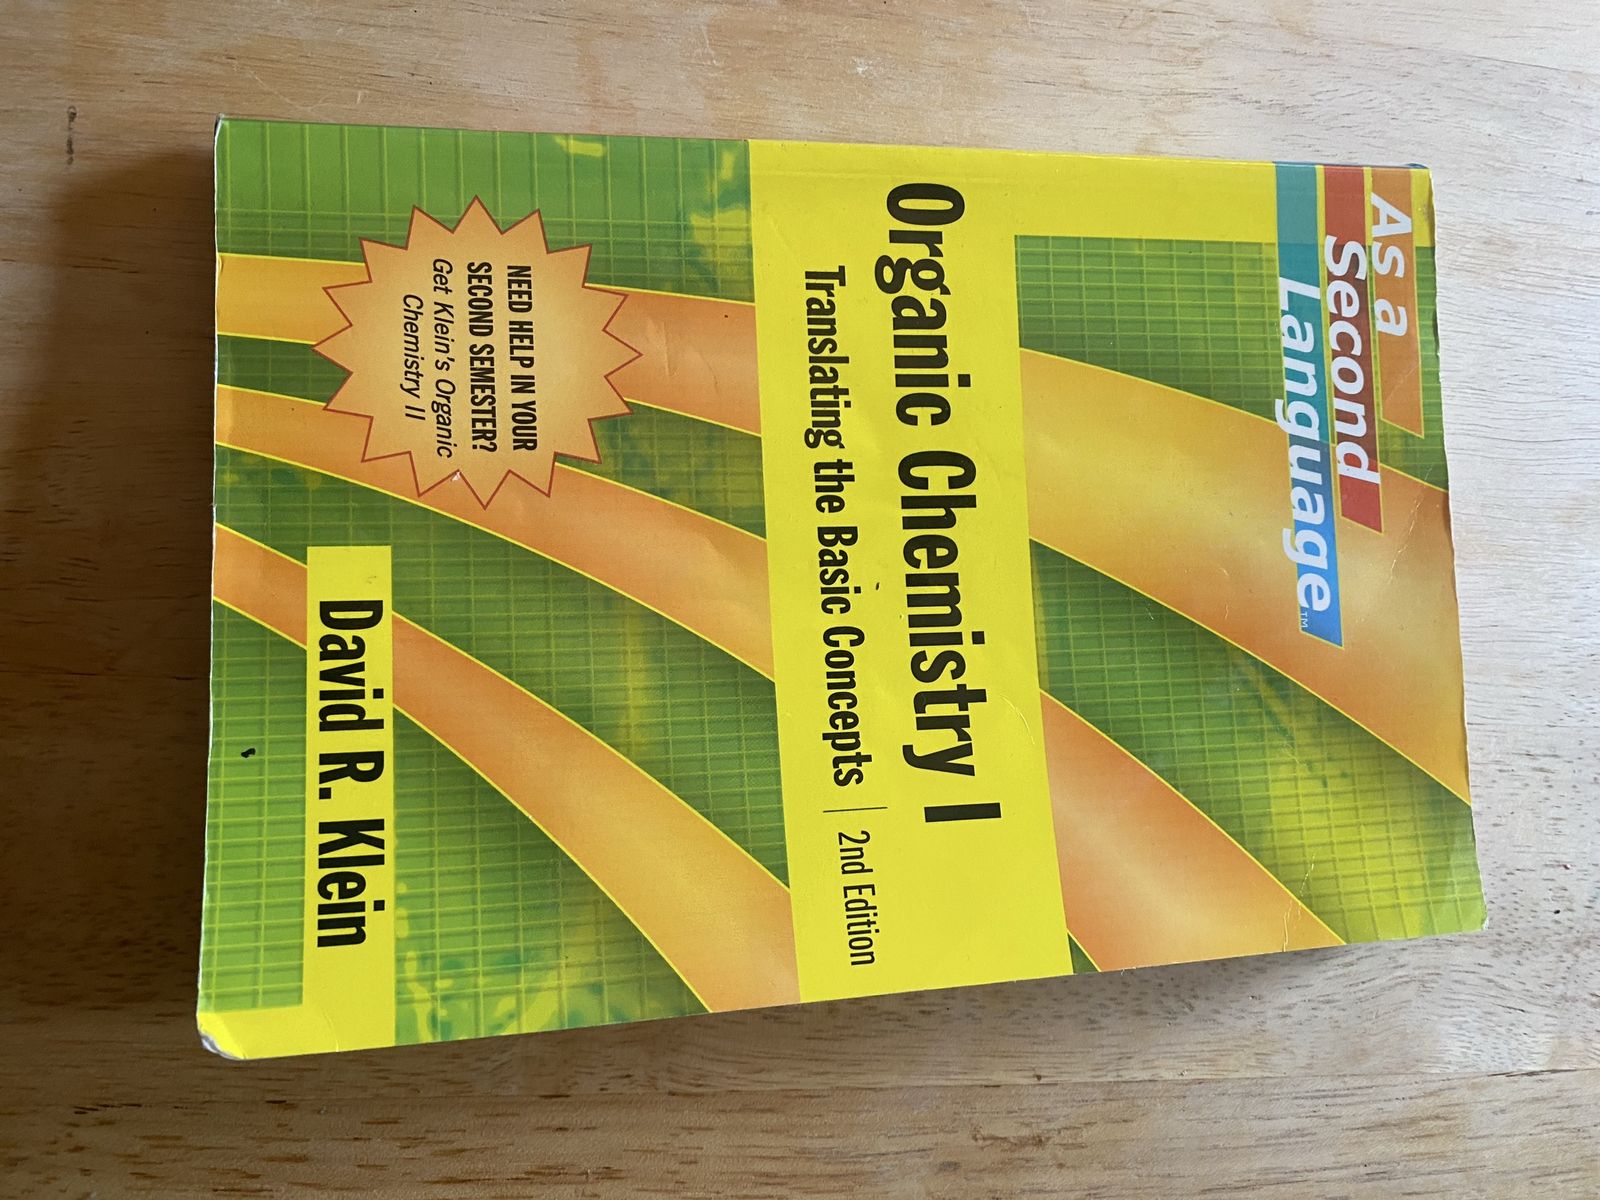 As a
Second
Language™
Organic Chemistry I
Translating the Basic Concepts | 2nd Edition
NEED HELP IN YOUR
SECOND SEMESTER?
Get Klein's Organic
Chemistry II
David R. Klein